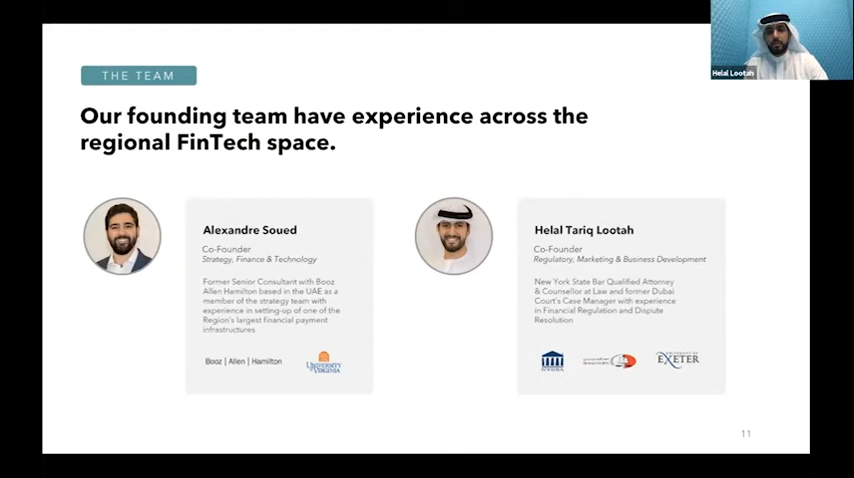 Helal Lootah
THE TEAM
Our founding team have experience across the
regional FinTech space.
Alexandre Soued
Co-Founder
Strategy, Finance & Technology
Former Senior Consultant with Booz
Allen Hamilton based in the UAE as a
member of the strategy team with
experience in setting-up of one of the
Region's largest financial payment
infrastructures
Booz | Allen | Hamilton
UNIVERSITY
of VIRGINIA
Helal Tariq Lootah
Co-Founder
Regulatory, Marketing & Business Development
New York State Bar Qualified Attorney
& Counsellor at Law and former Dubai
Court's Case Manager with experience
in Financial Regulation and Dispute
Resolution
NYSBA
UNIVERSITY OF
EXETER
11